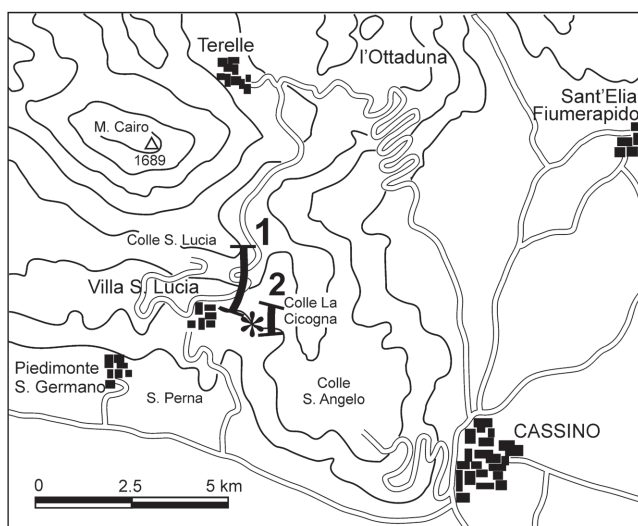 Terelle
l'Ottaduna
Sant'Elia
Fiumerapido
M. Cairo
1689
Colle S. Lucia
1
Villa S. Lucia
2
Colle La
Cicogna
*
Piedimonte
S. Germano
S. Perna
Colle
S. Angelo
CASSINO
0 2.5 5 km